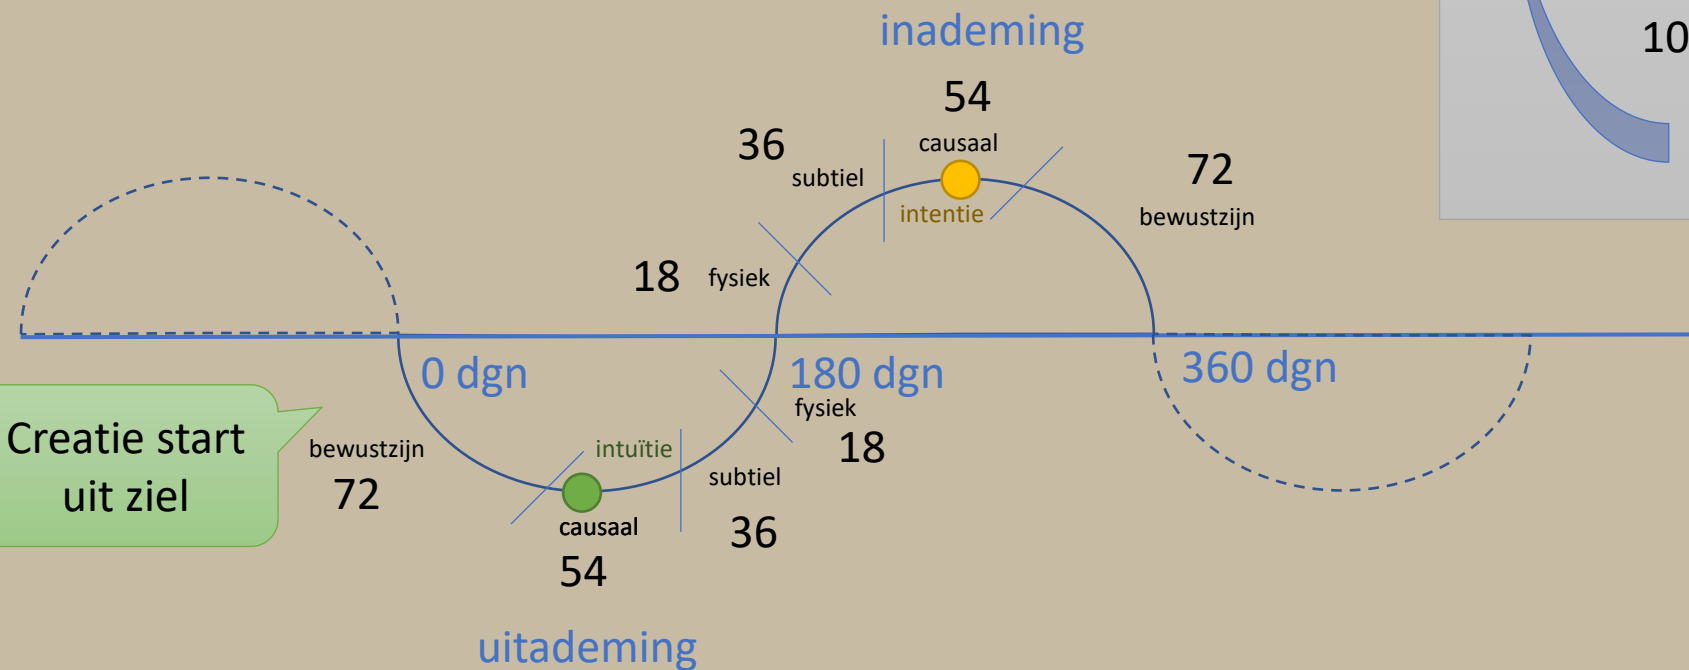 inademing
10
54
causaal
36
subtiel
72
bewustzijn
intentie
18 fysiek
0 dgn
180 dgn
360 dgn
fysiek
18
Creatie start
uit ziel
bewustzijn
72
intuïtie
subtiel
36
causaal
54
uitademing